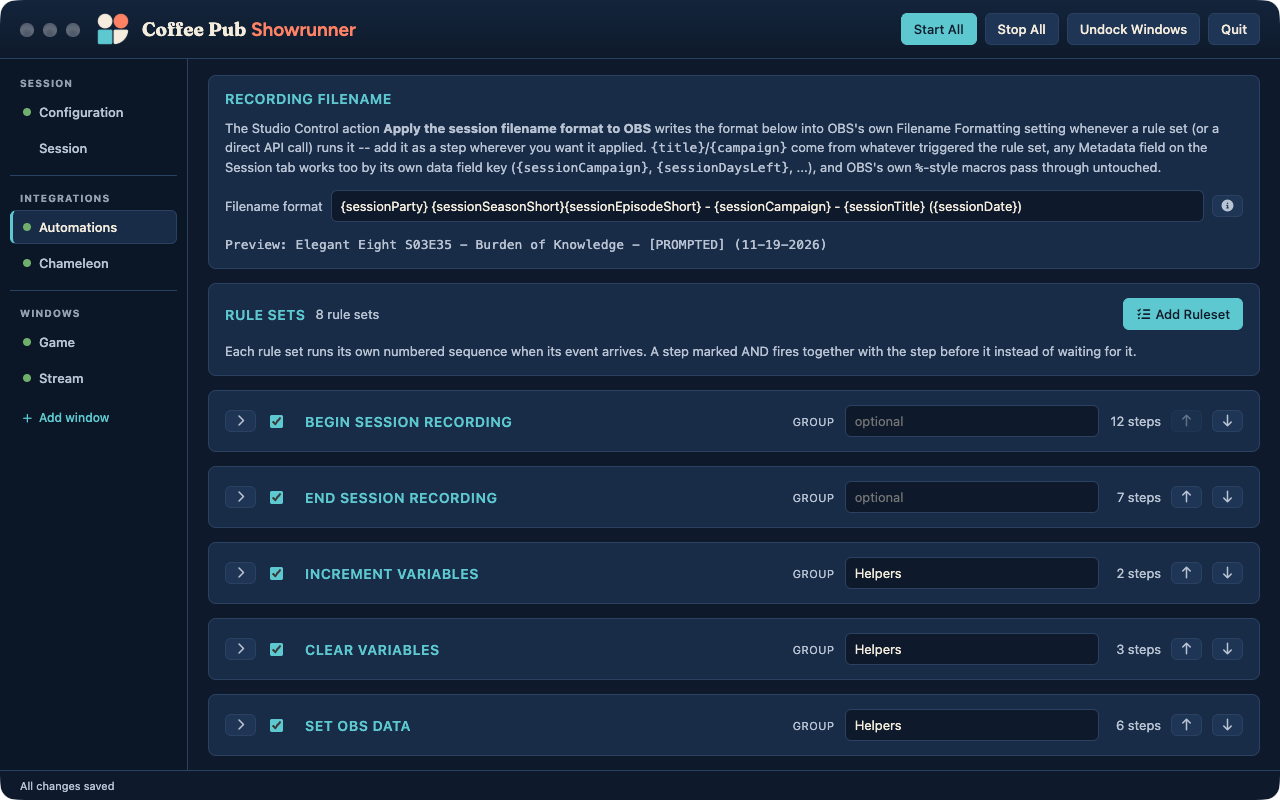 Coffee Pub Showrunner
Start All
Stop All
Undock Windows
Quit
SESSION
Configuration
Session
INTEGRATIONS
Automations
Chameleon
WINDOWS
Game
Stream
+ Add window
RECORDING FILENAME
The Studio Control action Apply the session filename format to OBS writes the format below into OBS's own Filename Formatting setting whenever a rule set (or a
direct API call) runs it -- add it as a step wherever you want it applied. {title}/{campaign} come from whatever triggered the rule set, any Metadata field on the
Session tab works too by its own data field key ({sessionCampaign}, {sessionDaysLeft}, ...), and OBS's own %-style macros pass through untouched.
Filename format
{sessionParty} {sessionSeasonShort}{sessionEpisodeShort} - {sessionCampaign} - {sessionTitle} ({sessionDate})
Preview: Elegant Eight S03E35 - Burden of Knowledge - [PROMPTED] (11-19-2026)
RULE SETS 8 rule sets
Add Ruleset
Each rule set runs its own numbered sequence when its event arrives. A step marked AND fires together with the step before it instead of waiting for it.
BEGIN SESSION RECORDING
GROUP
optional
12 steps
END SESSION RECORDING
GROUP
optional
7 steps
INCREMENT VARIABLES
GROUP
Helpers
2 steps
CLEAR VARIABLES
GROUP
Helpers
3 steps
SET OBS DATA
GROUP
Helpers
6 steps
All changes saved